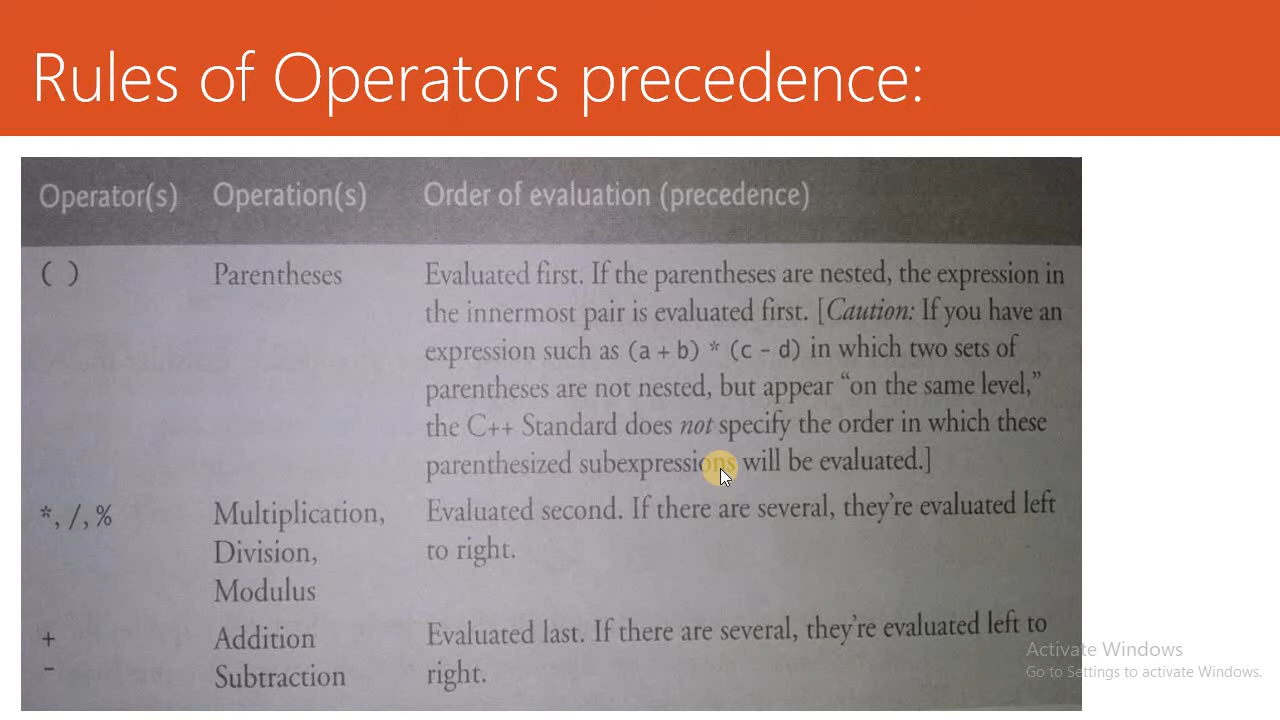 Rules of Operators precedence:
Operator(s) Operation(s) Order of evaluation (precedence)
( ) Parentheses Evaluated first. If the parentheses are nested, the expression in
the innermost pair is evaluated first. [Caution: If you have an
expression such as (a + b) * (c - d) in which two sets of
parentheses are not nested, but appear “on the same level,”
the C++ Standard does not specify the order in which these
parenthesized subexpressions will be evaluated.]
*, /, % Multiplication, Evaluated second. If there are several, they’re evaluated left
Division, to right.
Modulus
+ Addition Evaluated last. If there are several, they’re evaluated left to
- Subtraction right.
Activate Windows
Go to Settings to activate Windows.